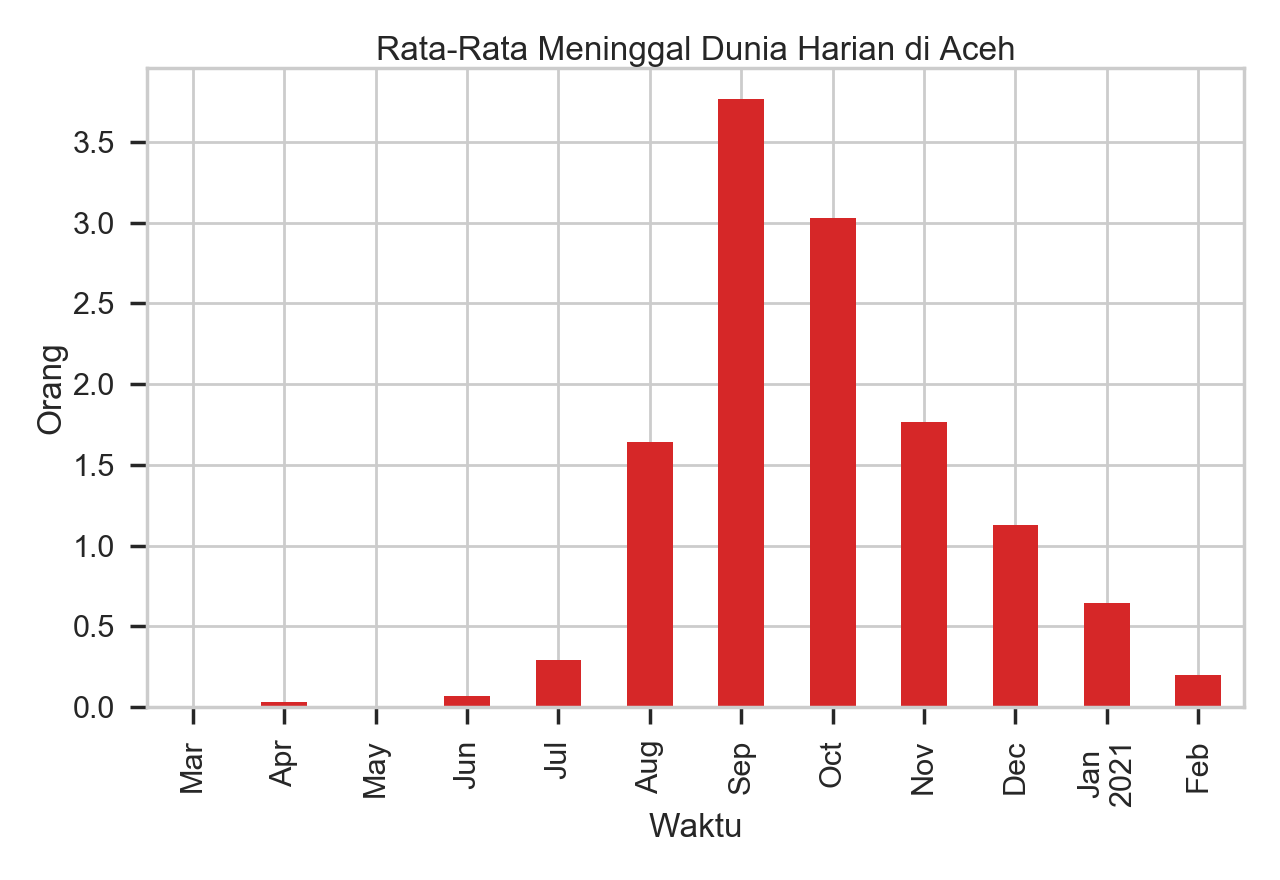 Rata-Rata Meninggal Dunia Harian di Aceh
3.5
3.0
2.5
2.0
1.5
1.0
0.5
0.0
Orang
Mar
Apr
May
Jun
Jul
Aug
Sep
Oct
Nov
Dec
Jan
2021
Feb
Waktu